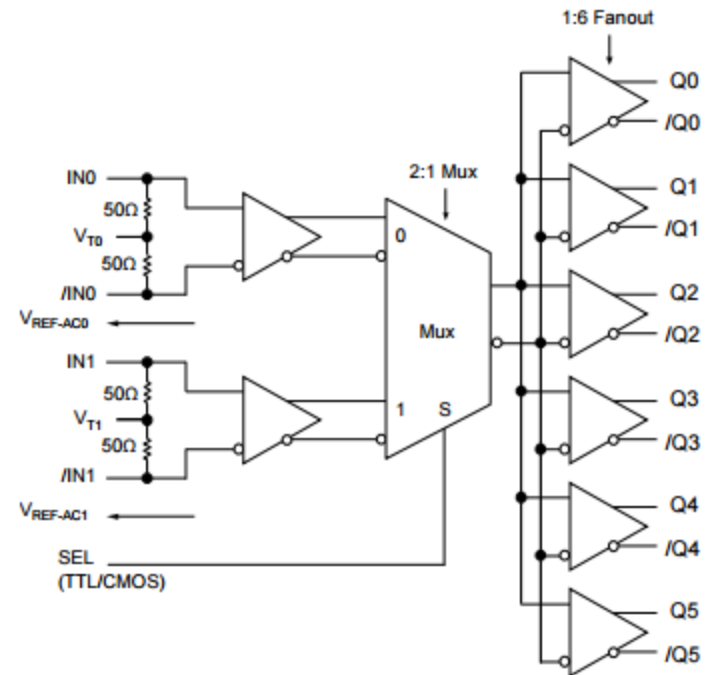 1:6 Fanout
Q0
/Q0
2:1 Mux
IN0
50Ω
VT0
50Ω
/IN0
VREF-AC0
0
Mux
Q1
/Q1
Q2
/Q2
IN1
50Ω
VT1
50Ω
/IN1
VREF-AC1
1 S
Q3
/Q3
Q4
/Q4
SEL
(TTL/CMOS)
Q5
/Q5